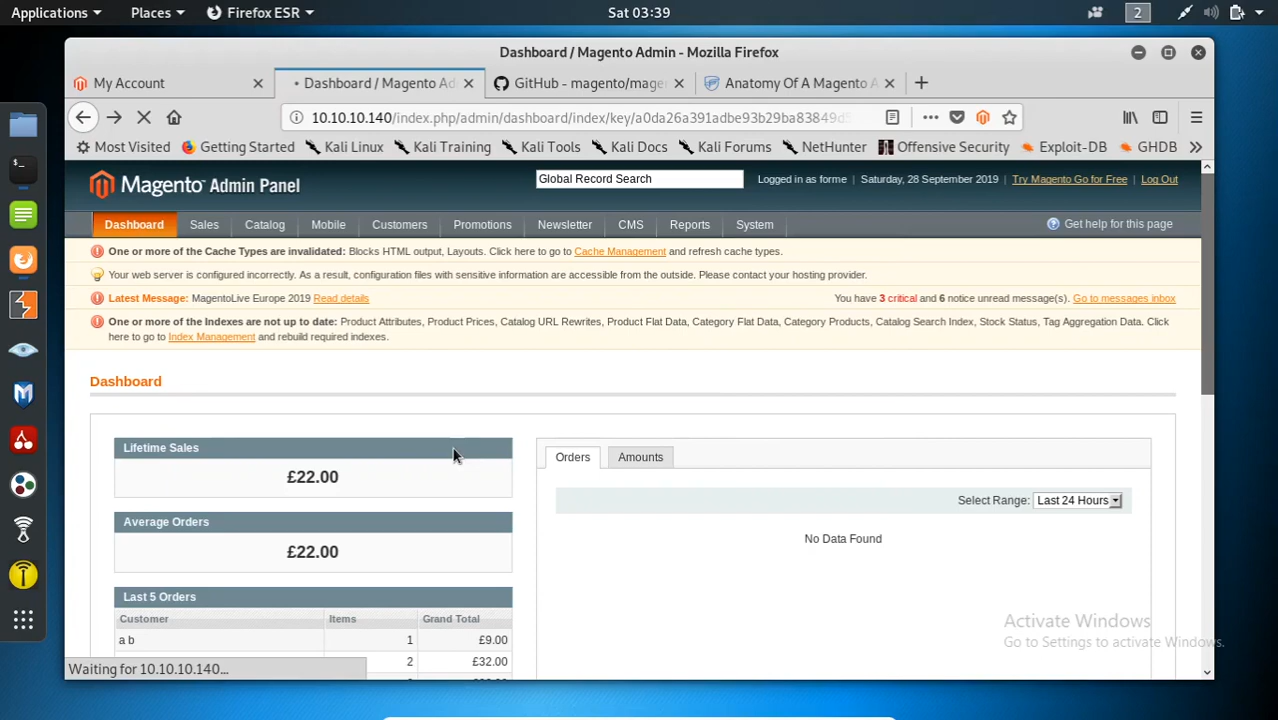 Applications Places Firefox ESR Sat 03:39 2
Dashboard / Magento Admin - Mozilla Firefox
My Account Dashboard / Magento Ad GitHub - magento/mage Anatomy Of A Magento A
10.10.10.140/index.php/admin/dashboard/index/key/a0da26a391adbe93b29ba83849d5
Most Visited Getting Started Kali Linux Kali Training Kali Tools Kali Docs Kali Forums NetHunter Offensive Security Exploit-DB GHDB
Magento Admin Panel Global Record Search Logged in as forme | Saturday, 28 September 2019 | Try Magento Go for Free | Log Out
Dashboard Sales Catalog Mobile Customers Promotions Newsletter CMS Reports System Get help for this page
One or more of the Cache Types are invalidated: Blocks HTML output, Layouts. Click here to go to Cache Management and refresh cache types.
Your web server is configured incorrectly. As a result, configuration files with sensitive information are accessible from the outside. Please contact your hosting provider.
Latest Message: MagentoLive Europe 2019 Read details You have 3 critical and 6 notice unread message(s). Go to messages inbox
One or more of the Indexes are not up to date: Product Attributes, Product Prices, Catalog URL Rewrites, Product Flat Data, Category Flat Data, Category Products, Catalog Search Index, Stock Status, Tag Aggregation Data. Click
here to go to Index Management and rebuild required indexes.
Dashboard
Lifetime Sales
£22.00
Average Orders
£22.00
Last 5 Orders
Customer Items Grand Total
a b 1 £9.00
2 £32.00
Orders Amounts
Select Range: Last 24 Hours
No Data Found
Activate Windows
Go to Settings to activate Windows.
Waiting for 10.10.10.140...